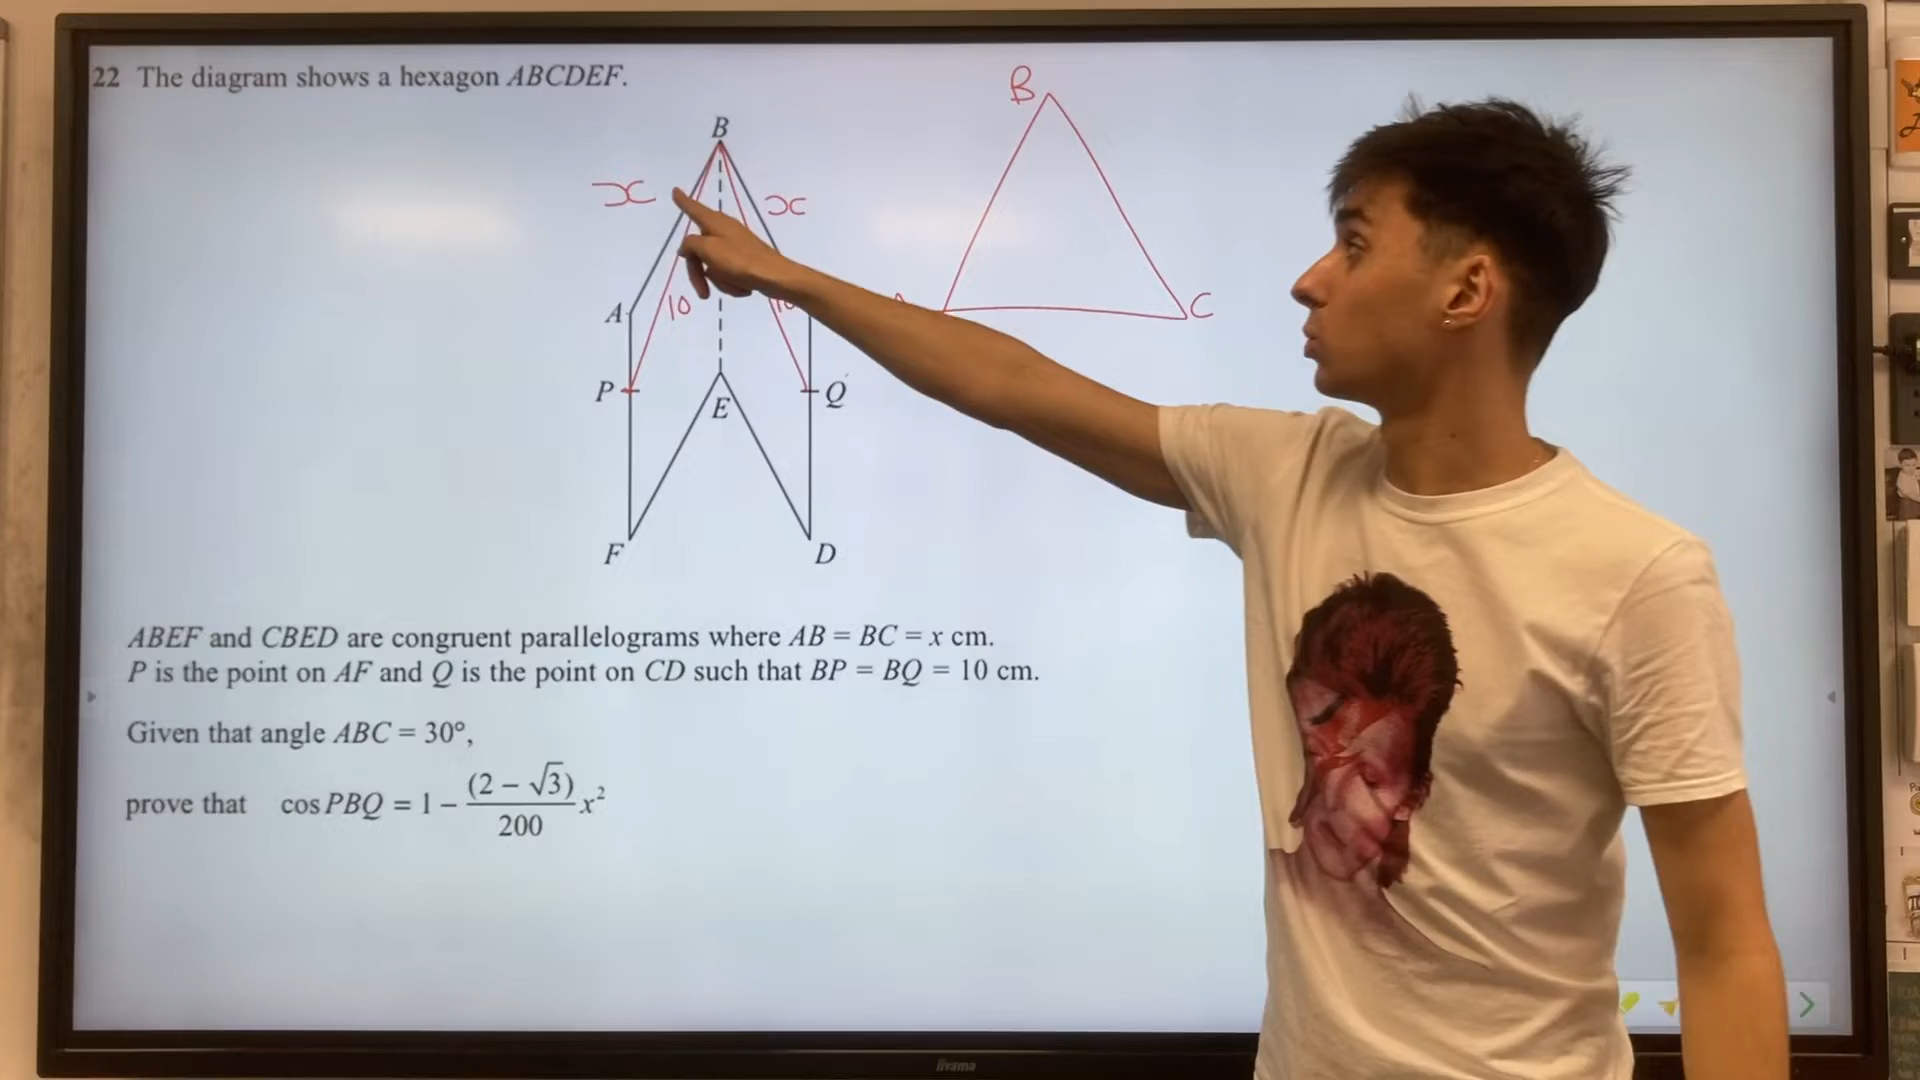 22 The diagram shows a hexagon ABCDEF.
B
B
x
x
A
10
10
C
P
Q
E
F
D
ABEF and CBED are congruent parallelograms where AB = BC = x cm.
P is the point on AF and Q is the point on CD such that BP = BQ = 10 cm.
Given that angle ABC = 30°,
prove that cos PBQ = 1 − (2 − √3)/200 x²
iiyama